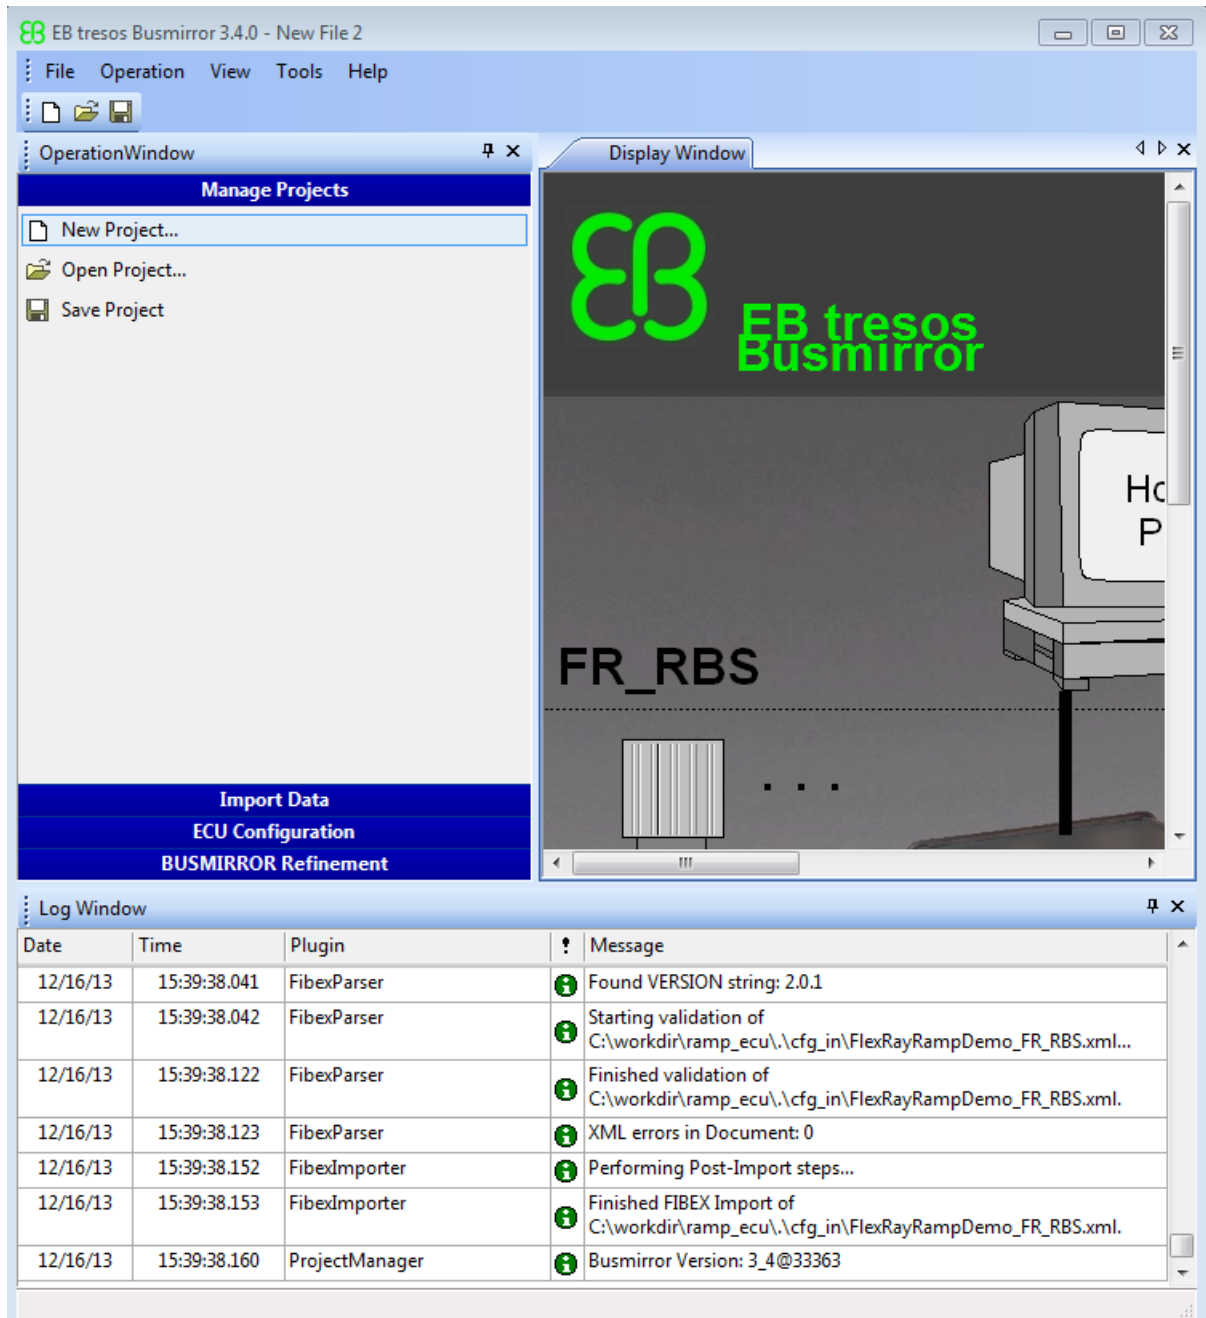 EB tresos Busmirror 3.4.0 - New File 2
File Operation View Tools Help
OperationWindow
Manage Projects
New Project...
Open Project...
Save Project
Import Data
ECU Configuration
BUSMIRROR Refinement
Display Window
EB tresos
Busmirror
Ho
P
FR_RBS
. . .
Log Window
Date Time Plugin ! Message
12/16/13 15:39:38.041 FibexParser Found VERSION string: 2.0.1
12/16/13 15:39:38.042 FibexParser Starting validation of
C:\workdir\ramp_ecu\.\cfg_in\FlexRayRampDemo_FR_RBS.xml...
12/16/13 15:39:38.122 FibexParser Finished validation of
C:\workdir\ramp_ecu\.\cfg_in\FlexRayRampDemo_FR_RBS.xml.
12/16/13 15:39:38.123 FibexParser XML errors in Document: 0
12/16/13 15:39:38.152 FibexImporter Performing Post-Import steps...
12/16/13 15:39:38.153 FibexImporter Finished FIBEX Import of
C:\workdir\ramp_ecu\.\cfg_in\FlexRayRampDemo_FR_RBS.xml.
12/16/13 15:39:38.160 ProjectManager Busmirror Version: 3_4@33363